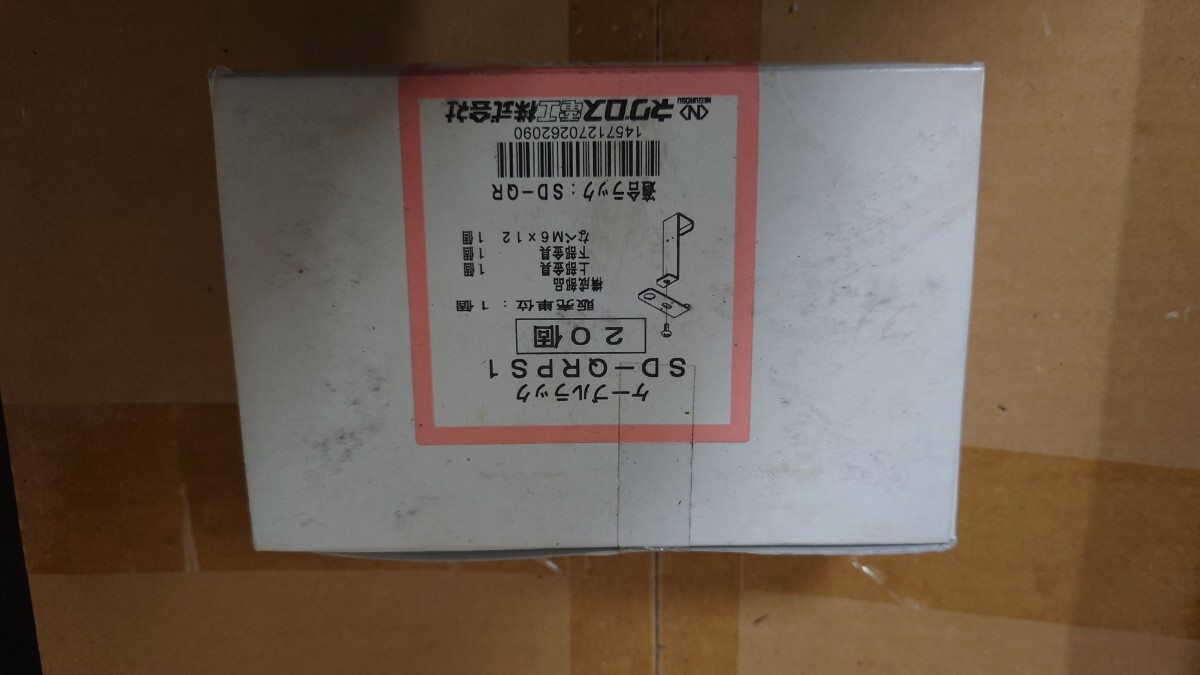 ケーブルラック
SD-QRPS1
20個
販売単位：1個
構成部品
上部金具 1個
下部金具 1個
なべM6×12 1個
適合ラック：SD-QR
14571270262090
NEGUROSU
ネグロス電工株式会社